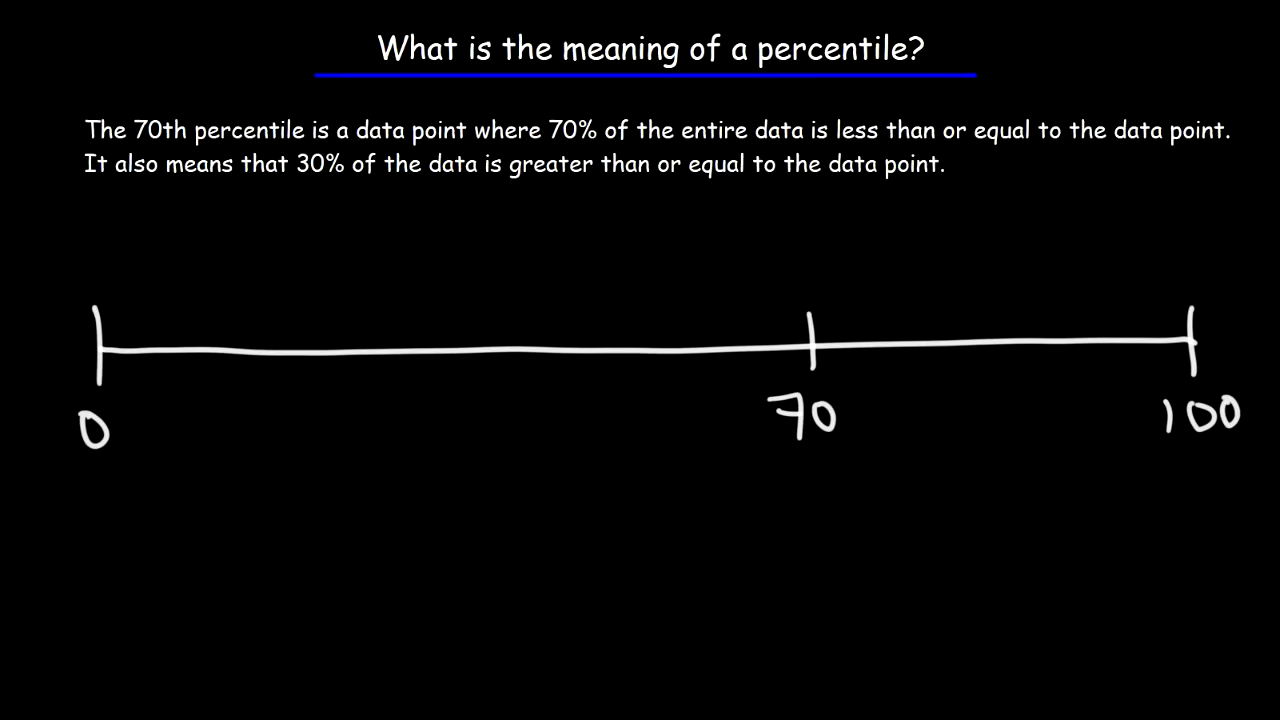 What is the meaning of a percentile?
The 70th percentile is a data point where 70% of the entire data is less than or equal to the data point.
It also means that 30% of the data is greater than or equal to the data point.
0 70 100